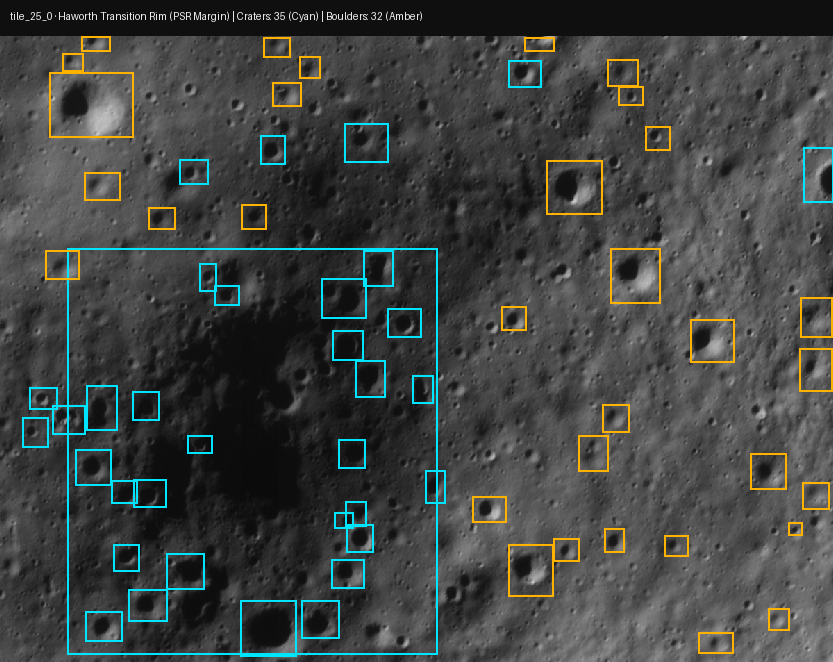 tile_25_0 · Haworth Transition Rim (PSR Margin) | Craters: 35 (Cyan) | Boulders: 32 (Amber)